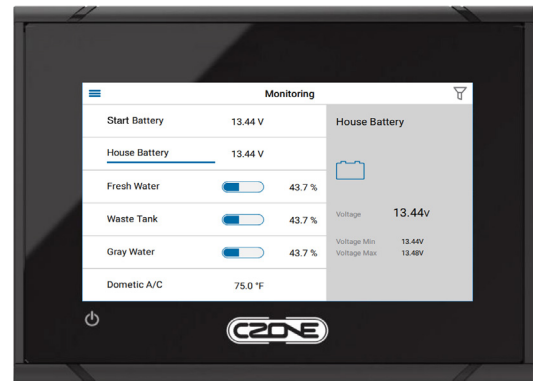 Monitoring
Start Battery 13.44 V
House Battery 13.44 V
Fresh Water 43.7 %
Waste Tank 43.7 %
Gray Water 43.7 %
Dometic A/C 75.0 °F
House Battery
Voltage 13.44V
Voltage Min 13.44V
Voltage Max 13.48V
CZONE